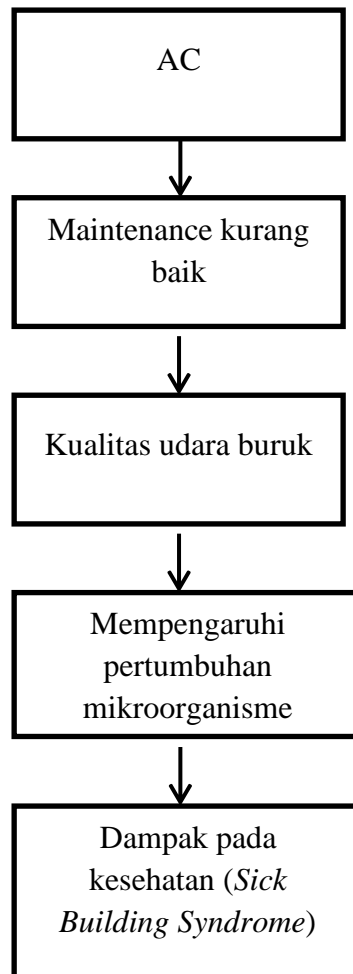 AC
Maintenance kurang
baik
Kualitas udara buruk
Mempengaruhi
pertumbuhan
mikroorganisme
Dampak pada
kesehatan (Sick
Building Syndrome)